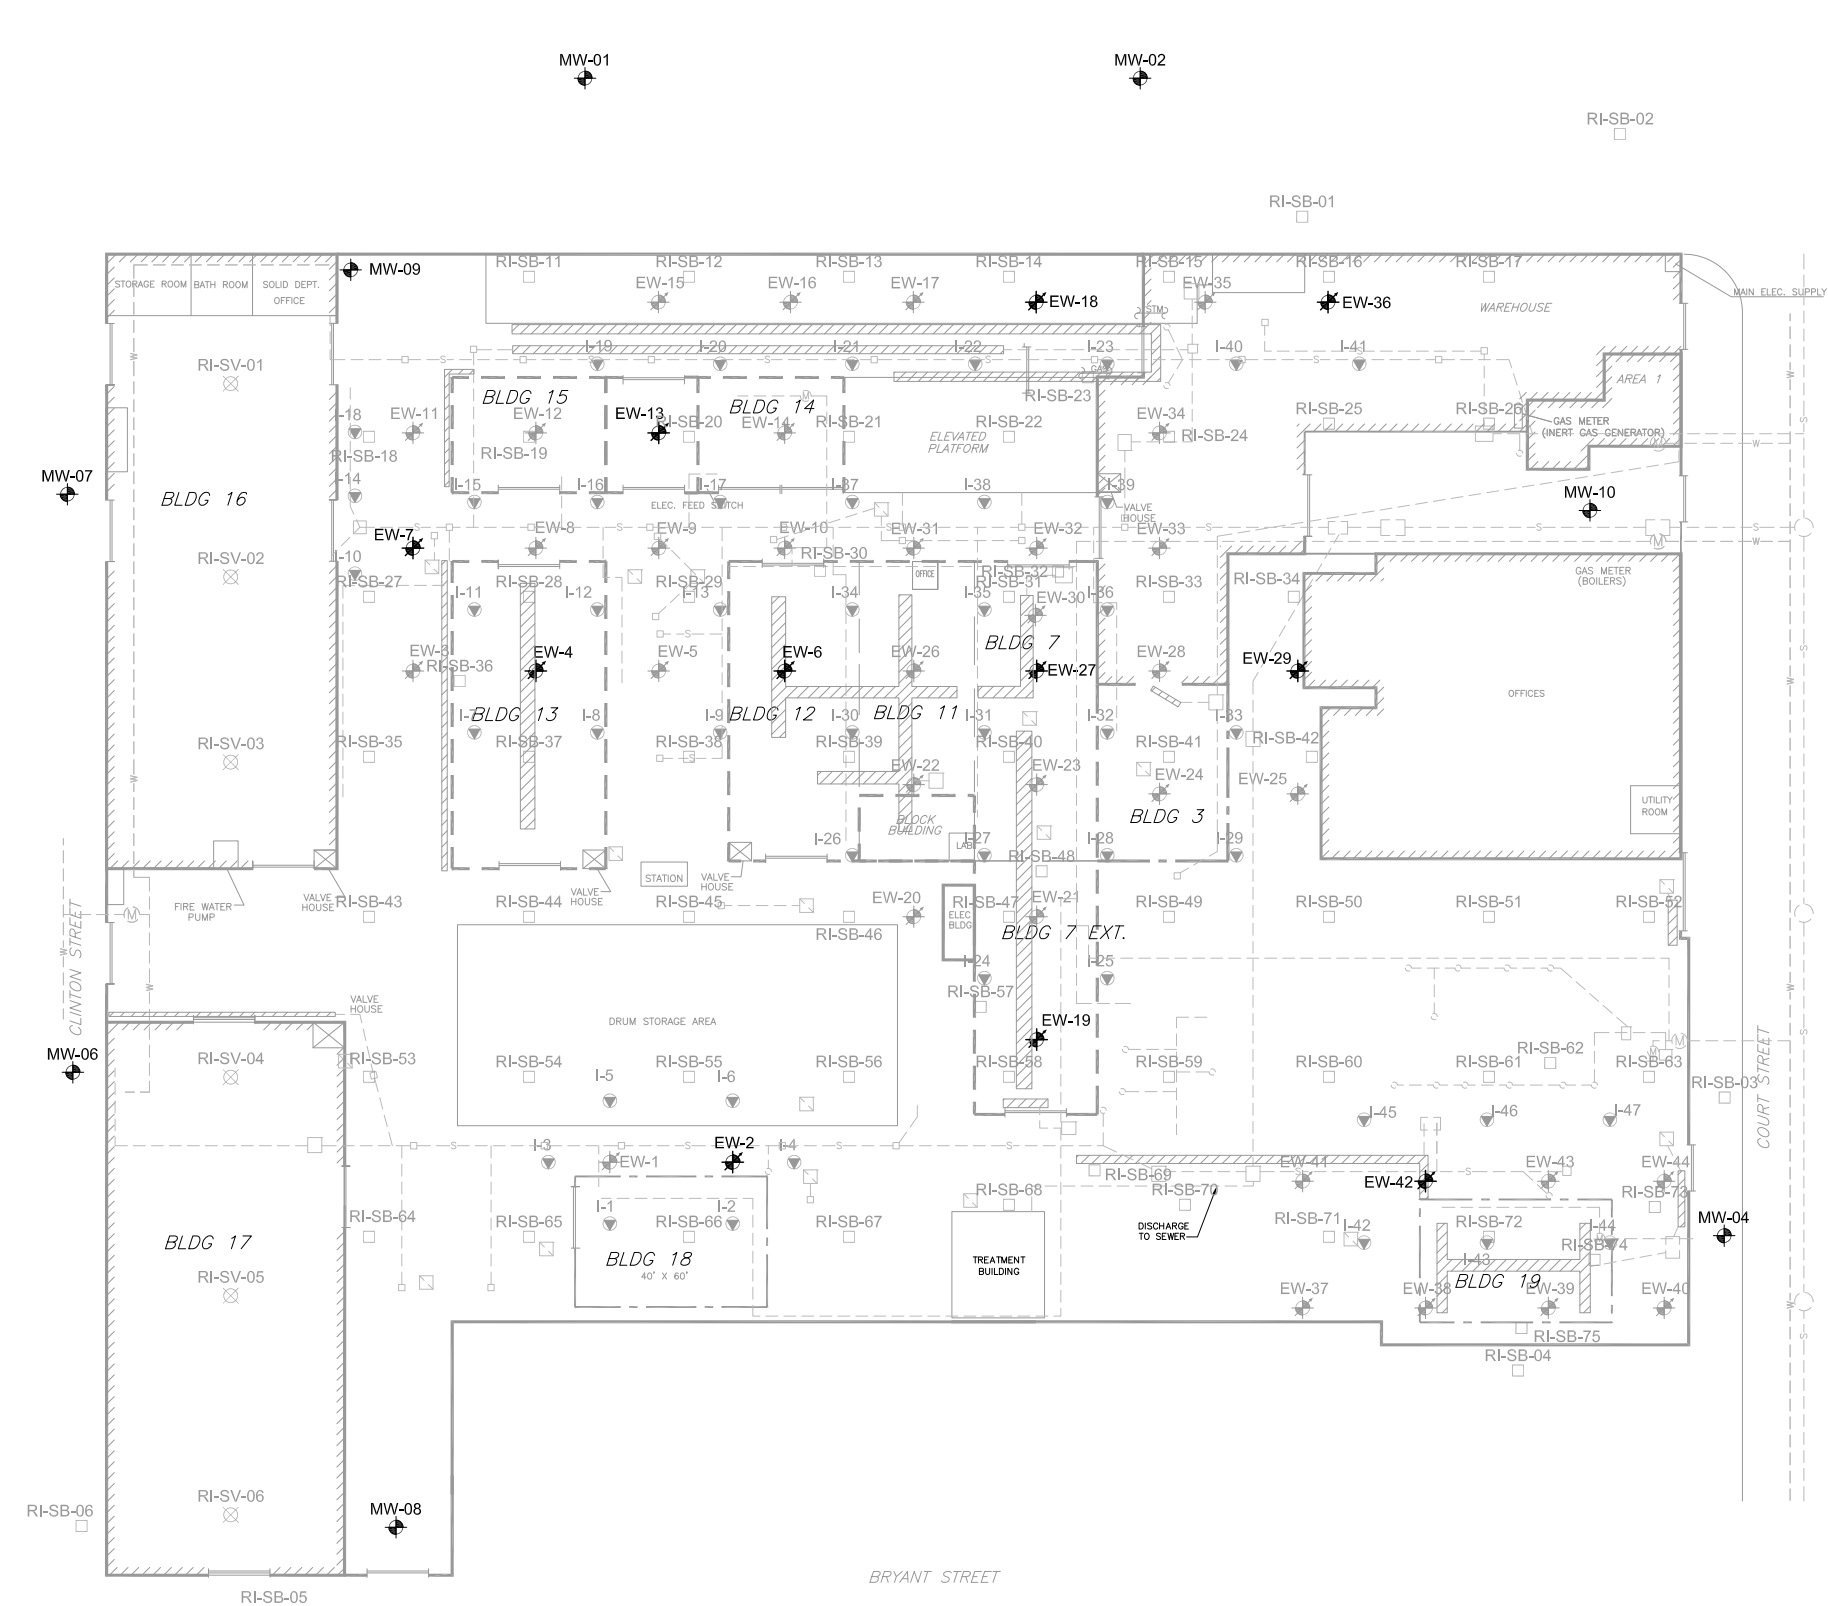 MW-01
MW-02
RI-SB-02
RI-SB-01
MW-09
RI-SB-11
RI-SB-12
RI-SB-13
RI-SB-14
RI-SB-15
RI-SB-16
RI-SB-17
STORAGE ROOM
BATH ROOM
SOLID DEPT.
OFFICE
EW-15
EW-16
EW-17
EW-18
EW-35
EW-36
WAREHOUSE
MAIN ELEC. SUPPLY
STM
I-19
I-20
I-21
I-22
I-23
I-40
I-41
RI-SV-01
GAS
AREA 1
BLDG 15
BLDG 14
RI-SB-23
I-18
EW-11
EW-12
EW-13
RI-SB-20
EW-14
RI-SB-21
RI-SB-22
EW-34
RI-SB-24
RI-SB-25
RI-SB-26
GAS METER
(INERT GAS GENERATOR)
ELEVATED
PLATFORM
RI-SB-18
RI-SB-19
MW-07
BLDG 16
I-14
I-15
I-16
I-17
I-37
I-38
I-39
MW-10
ELEC. FEED SWITCH
VALVE
HOUSE
EW-7
EW-8
EW-9
EW-10
EW-31
EW-32
EW-33
RI-SV-02
I-10
RI-SB-30
OFFICE
RI-SB-32
GAS METER
(BOILERS)
RI-SB-27
RI-SB-28
RI-SB-29
RI-SB-31
RI-SB-33
RI-SB-34
I-11
I-12
I-13
I-34
I-35
EW-30
I-36
BLDG 7
EW-3
RI-SB-36
EW-4
EW-5
EW-6
EW-26
EW-27
EW-28
EW-29
OFFICES
I-7
BLDG 13
I-8
I-9
BLDG 12
I-30
BLDG 11
I-31
I-32
I-33
RI-SV-03
RI-SB-35
RI-SB-37
RI-SB-38
RI-SB-39
RI-SB-40
RI-SB-41
RI-SB-42
EW-22
EW-23
EW-24
EW-25
UTILITY
ROOM
BLOCK
BUILDING
BLDG 3
I-26
LAB
I-27
I-28
I-29
RI-SB-48
STATION
VALVE
HOUSE
VALVE
HOUSE
VALVE
HOUSE
FIRE WATER
PUMP
CLINTON STREET
RI-SB-43
RI-SB-44
RI-SB-45
RI-SB-46
EW-20
ELEC
BLDG
RI-SB-47
EW-21
RI-SB-49
RI-SB-50
RI-SB-51
RI-SB-52
BLDG 7 EXT.
I-24
I-25
RI-SB-57
VALVE
HOUSE
DRUM STORAGE AREA
EW-19
MW-06
RI-SV-04
RI-SB-53
RI-SB-54
RI-SB-55
RI-SB-56
RI-SB-58
RI-SB-59
RI-SB-60
RI-SB-61
RI-SB-62
RI-SB-63
RI-SB-03
COURT STREET
I-5
I-6
I-45
I-46
I-47
I-3
EW-1
EW-2
I-4
RI-SB-69
EW-41
EW-42
EW-43
EW-44
RI-SB-64
RI-SB-65
I-1
RI-SB-66
I-2
RI-SB-67
RI-SB-68
RI-SB-70
RI-SB-71
I-42
RI-SB-72
I-44
RI-SB-73
MW-04
DISCHARGE
TO SEWER
BLDG 17
BLDG 18
40' X 60'
TREATMENT
BUILDING
I-43
RI-SB-74
BLDG 19
RI-SV-05
EW-37
EW-38
EW-39
EW-40
RI-SB-75
RI-SB-04
RI-SV-06
RI-SB-06
MW-08
BRYANT STREET
RI-SB-05